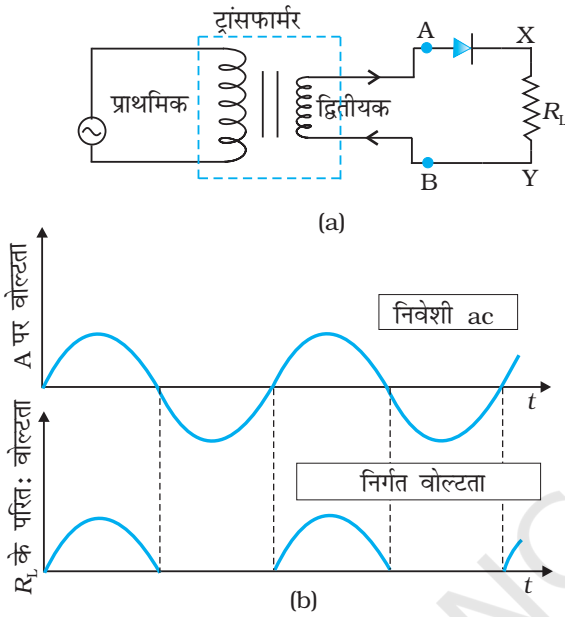 ट्रांसफार्मर
A
X
प्राथमिक
द्वितीयक
R_L
B
Y
(a)
A पर वोल्टता
निवेशी ac
t
R_L के परित: वोल्टता
निर्गत वोल्टता
t
(b)